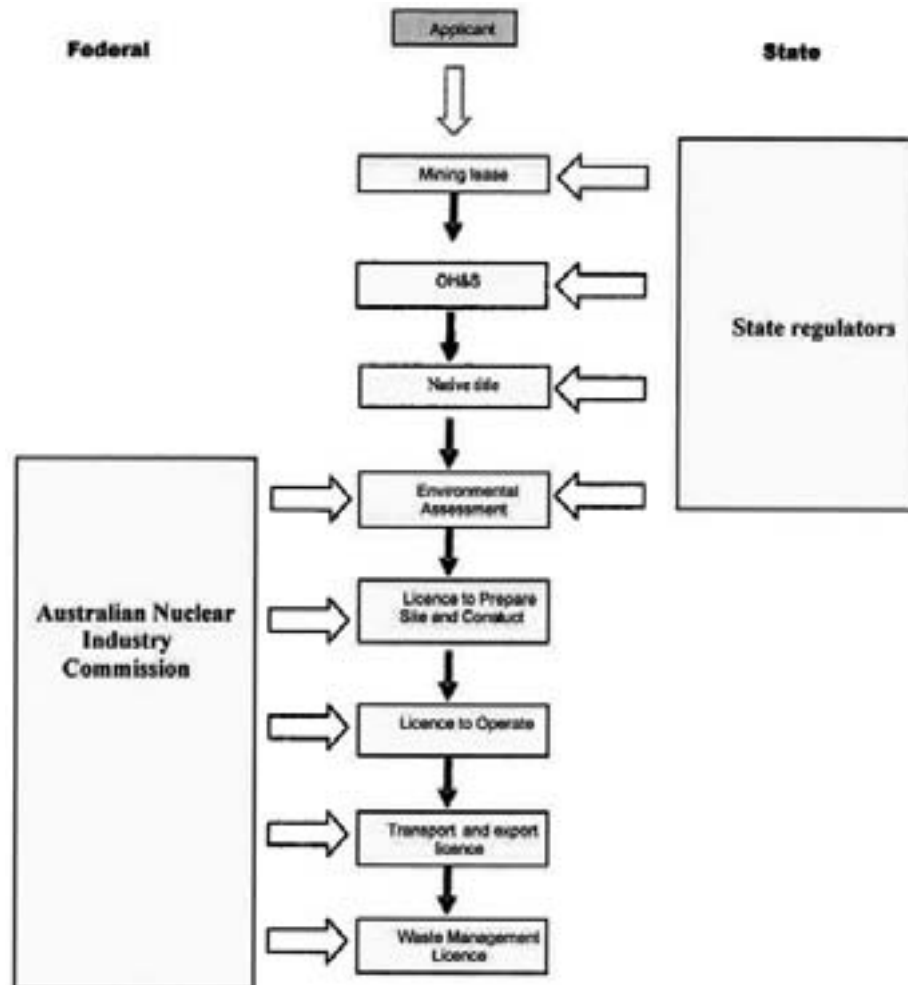 Applicant
Federal
State
Mining lease
OH&S
State regulators
Native title
Environmental
Assessment
Australian Nuclear
Industry
Commission
Licence to Prepare
Site and Constuct
Licence to Operate
Transport and export
licence
Waste Management
Licence